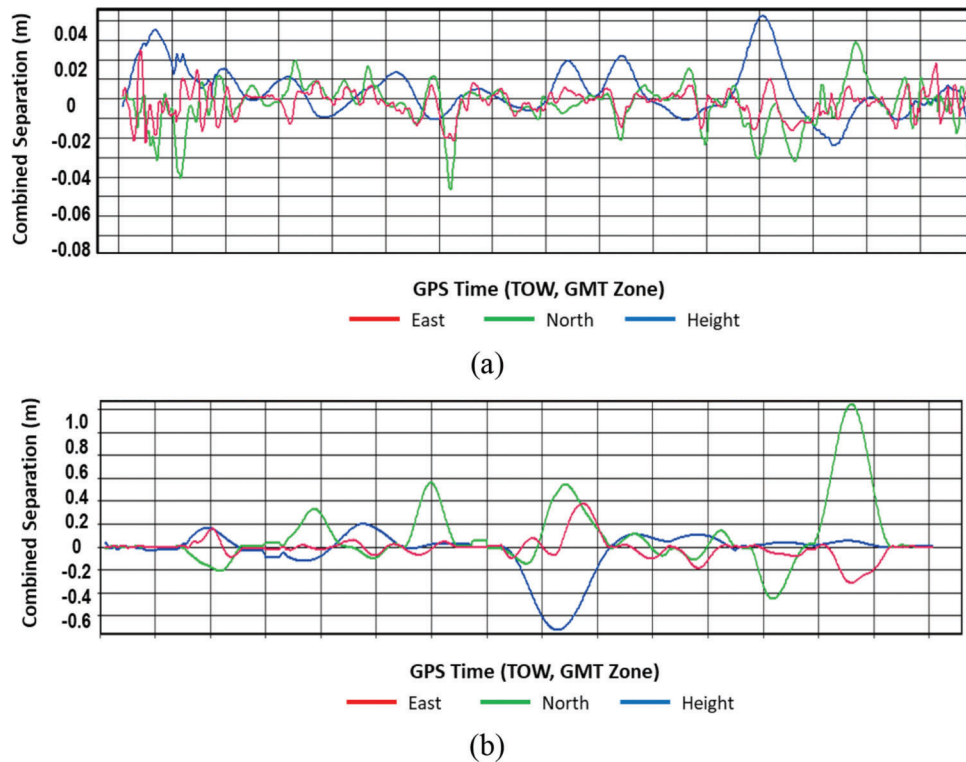 Combined Separation (m)
0.04
0.02
0
-0.02
-0.04
-0.06
-0.08
GPS Time (TOW, GMT Zone)
East North Height
(a)
Combined Separation (m)
1.0
0.8
0.6
0.4
0.2
0
-0.2
-0.4
-0.6
GPS Time (TOW, GMT Zone)
East North Height
(b)